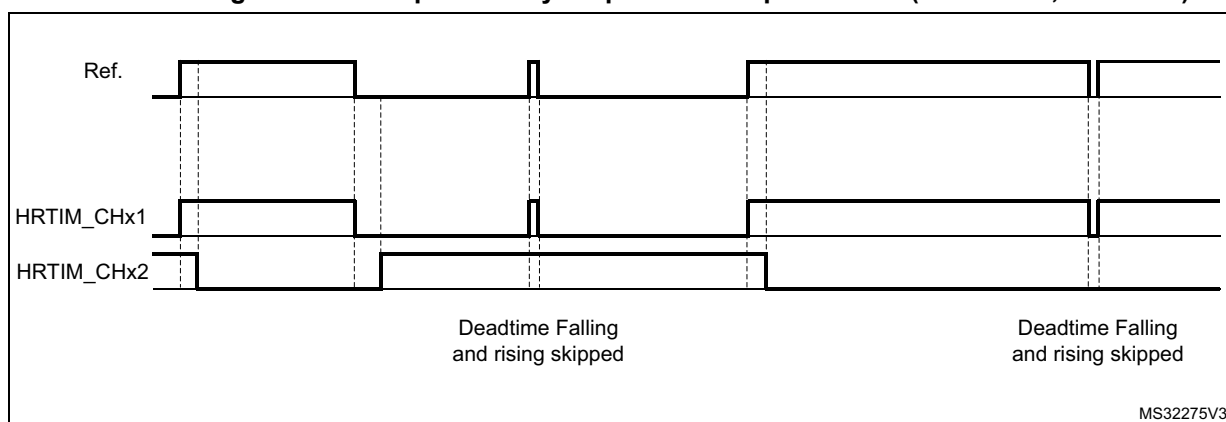 Ref.
HRTIM_CHx1
HRTIM_CHx2
Deadtime Falling
and rising skipped
Deadtime Falling
and rising skipped
MS32275V3